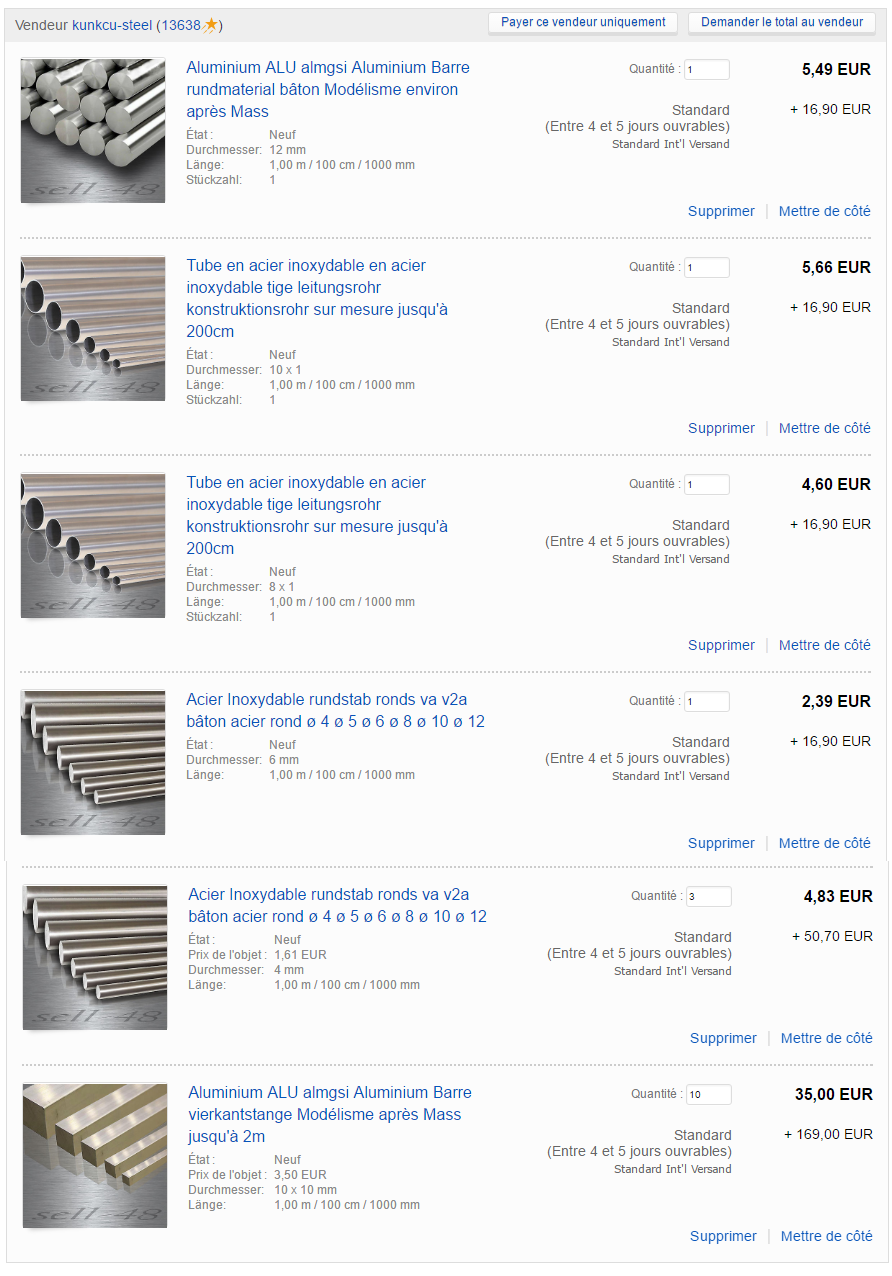 Vendeur kunkcu-steel (13638)
Payer ce vendeur uniquement
Demander le total au vendeur
Aluminium ALU almgsi Aluminium Barre
rundmaterial bâton Modélisme environ
après Mass
État : Neuf
Durchmesser: 12 mm
Länge: 1,00 m / 100 cm / 1000 mm
Stückzahl: 1
Quantité : 1
5,49 EUR
Standard
+ 16,90 EUR
(Entre 4 et 5 jours ouvrables)
Standard Int'l Versand
Supprimer | Mettre de côté
sell-48
Tube en acier inoxydable en acier
inoxydable tige leitungsrohr
konstruktionsrohr sur mesure jusqu'à
200cm
État : Neuf
Durchmesser: 10 x 1
Länge: 1,00 m / 100 cm / 1000 mm
Stückzahl: 1
Quantité : 1
5,66 EUR
Standard
+ 16,90 EUR
(Entre 4 et 5 jours ouvrables)
Standard Int'l Versand
Supprimer | Mettre de côté
sell-48
Tube en acier inoxydable en acier
inoxydable tige leitungsrohr
konstruktionsrohr sur mesure jusqu'à
200cm
État : Neuf
Durchmesser: 8 x 1
Länge: 1,00 m / 100 cm / 1000 mm
Stückzahl: 1
Quantité : 1
4,60 EUR
Standard
+ 16,90 EUR
(Entre 4 et 5 jours ouvrables)
Standard Int'l Versand
Supprimer | Mettre de côté
sell-48
Acier Inoxydable rundstab ronds va v2a
bâton acier rond ø 4 ø 5 ø 6 ø 8 ø 10 ø 12
État : Neuf
Durchmesser: 6 mm
Länge: 1,00 m / 100 cm / 1000 mm
Quantité : 1
2,39 EUR
Standard
+ 16,90 EUR
(Entre 4 et 5 jours ouvrables)
Standard Int'l Versand
Supprimer | Mettre de côté
sell-48
Acier Inoxydable rundstab ronds va v2a
bâton acier rond ø 4 ø 5 ø 6 ø 8 ø 10 ø 12
État : Neuf
Prix de l'objet : 1,61 EUR
Durchmesser: 4 mm
Länge: 1,00 m / 100 cm / 1000 mm
Quantité : 3
4,83 EUR
Standard
+ 50,70 EUR
(Entre 4 et 5 jours ouvrables)
Standard Int'l Versand
Supprimer | Mettre de côté
sell-48
Aluminium ALU almgsi Aluminium Barre
vierkantstange Modélisme après Mass
jusqu'à 2m
État : Neuf
Prix de l'objet : 3,50 EUR
Durchmesser: 10 x 10 mm
Länge: 1,00 m / 100 cm / 1000 mm
Quantité : 10
35,00 EUR
Standard
+ 169,00 EUR
(Entre 4 et 5 jours ouvrables)
Standard Int'l Versand
Supprimer | Mettre de côté
sell-48